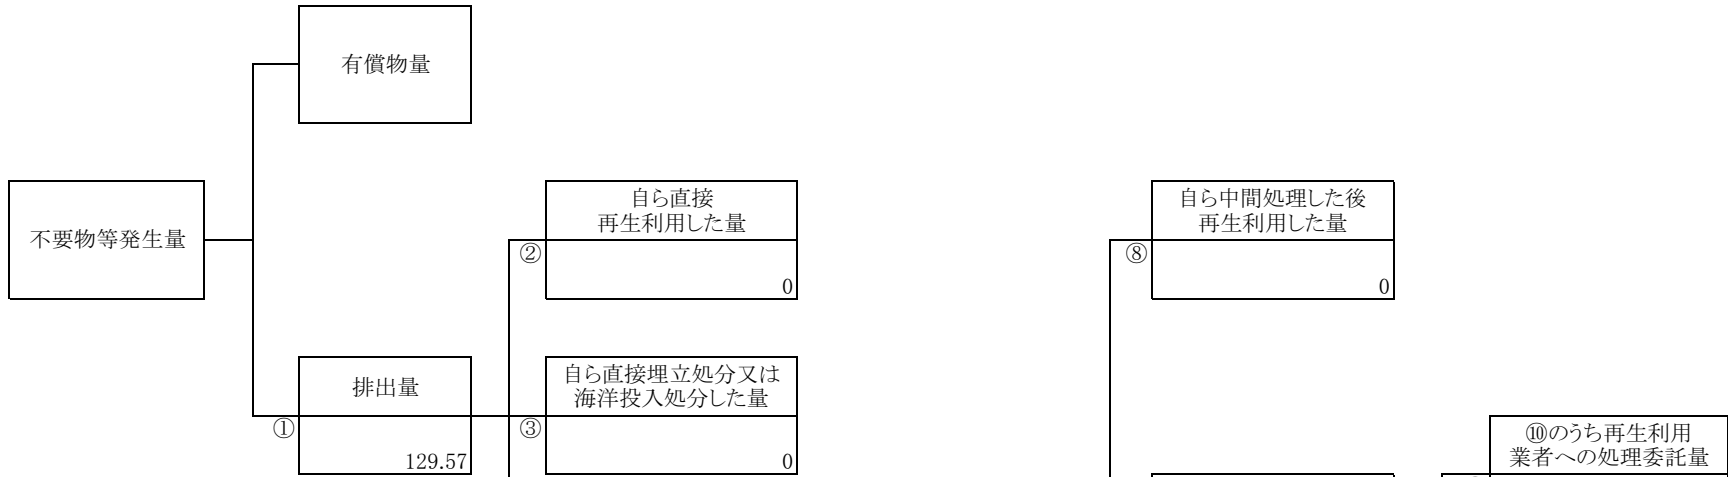 有償物量
不要物等発生量
自ら直接
再生利用した量
②
0
自ら中間処理した後
再生利用した量
⑧
0
排出量
①
129.57
自ら直接埋立処分又は
海洋投入処分した量
③
0
⑩のうち再生利用
業者への処理委託量